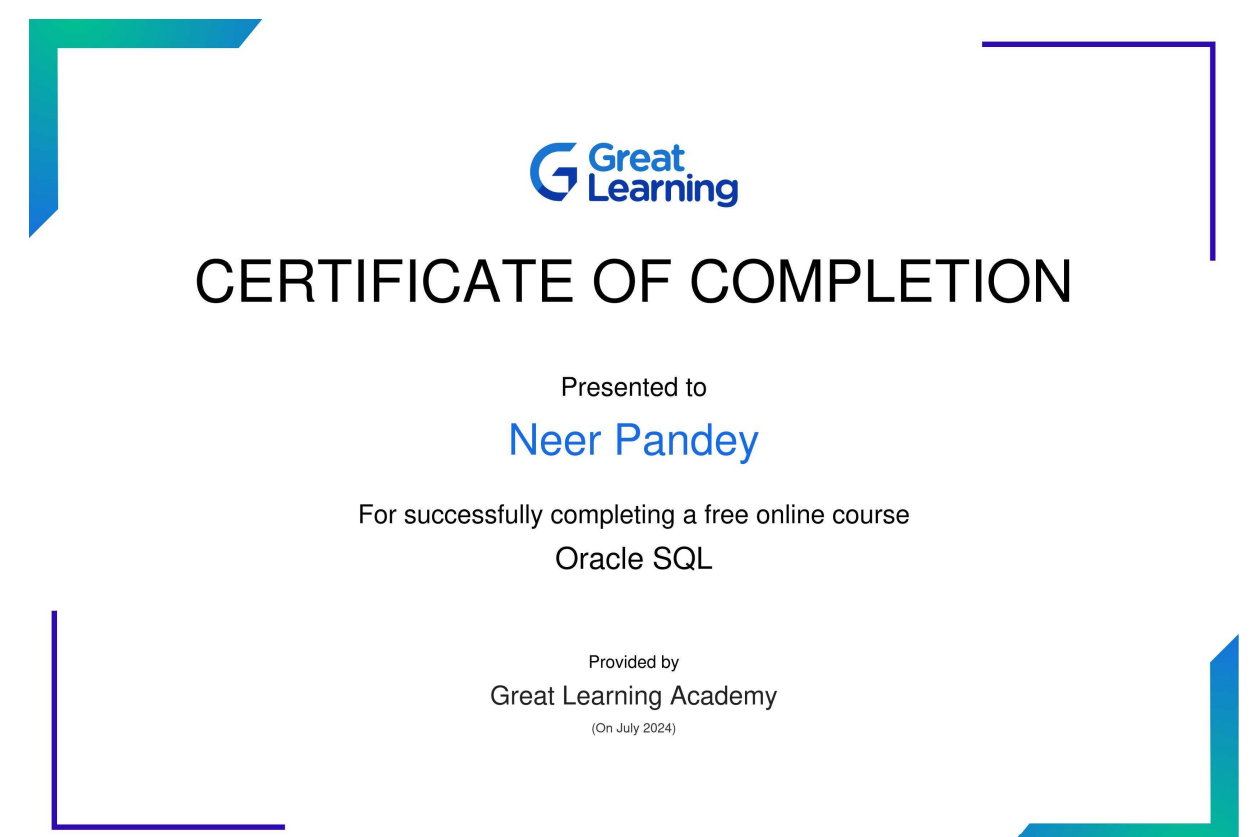 Great
Learning
CERTIFICATE OF COMPLETION
Presented to
Neer Pandey
For successfully completing a free online course
Oracle SQL
Provided by
Great Learning Academy
(On July 2024)